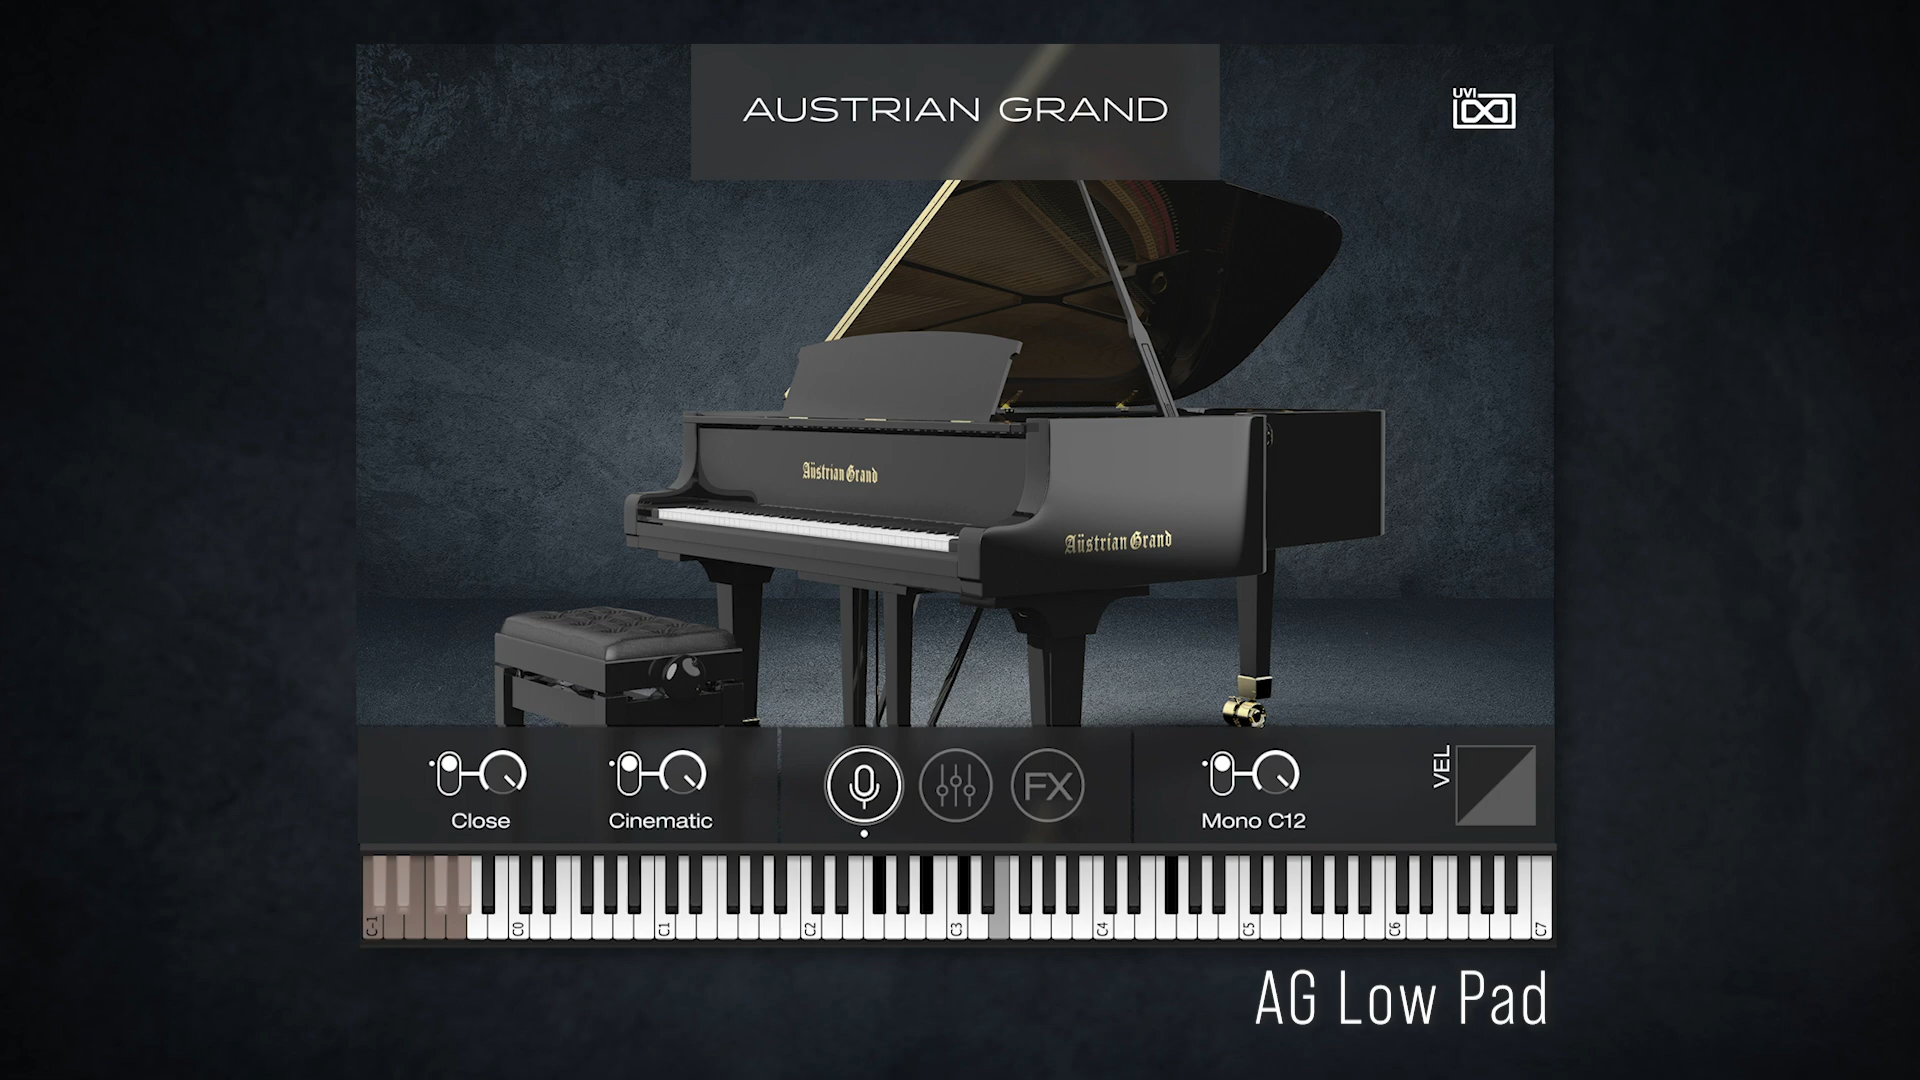 AUSTRIAN GRAND
UVI
Aüstrian Grand
Aüstrian Grand
Close
Cinematic
FX
Mono C12
VEL
C-1
C0
C1
C2
C3
C4
C5
C6
C7
AG Low Pad